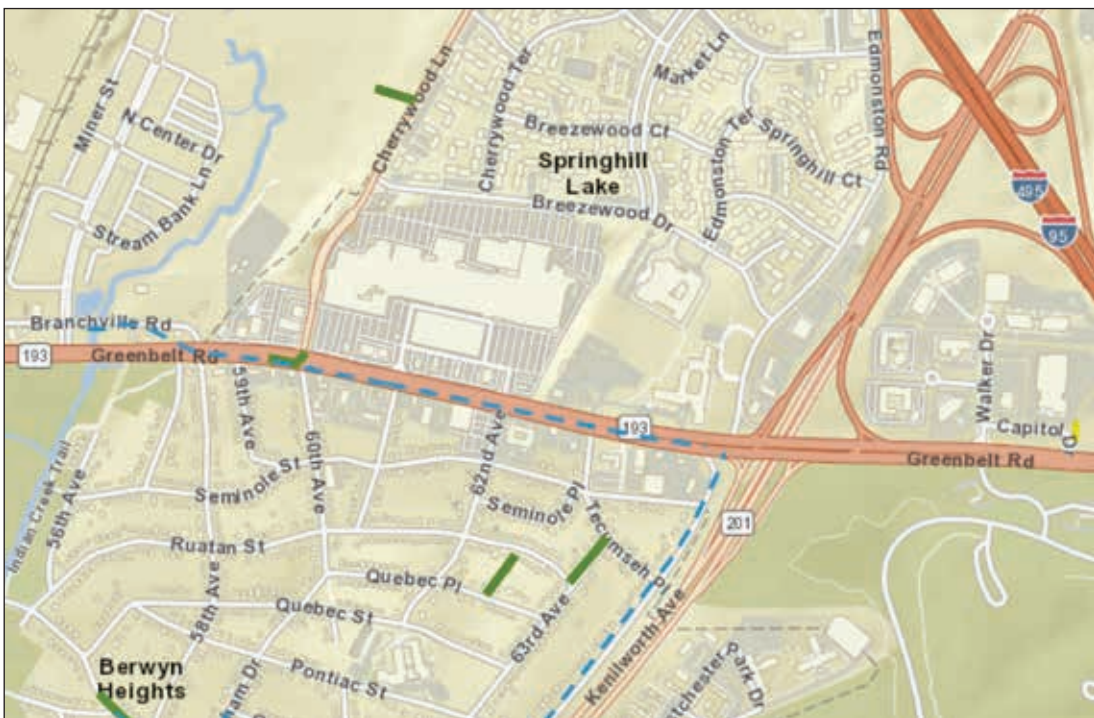 Miner St
N Center Dr
Stream Bank Ln
Cherrywood Ln
Cherrywood Ter
Market Ln
Edmonston Rd
Breezewood Ct
Springhill
Lake
Edmonston Ter
Springhill Ct
495
95
Breezewood Dr
Branchville Rd
193
Greenbelt Rd
Walker Dr
Capitol Dr
193
Greenbelt Rd
59th Ave
60th Ave
62nd Ave
Indian Creek Trail
56th Ave
Seminole St
Seminole Pl
Tecumseh Pl
201
Ruatan St
Quebec Pl
58th Ave
Quebec St
63rd Ave
Kenilworth Ave
Berwyn
Heights
Pontiac St
Park Dr